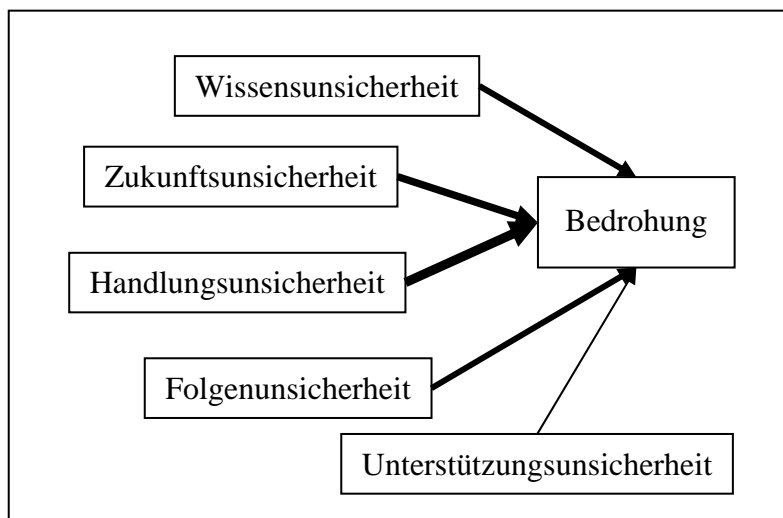 Wissensunsicherheit
Zukunftsunsicherheit
Bedrohung
Handlungsunsicherheit
Folgenunsicherheit
Unterstützungsunsicherheit